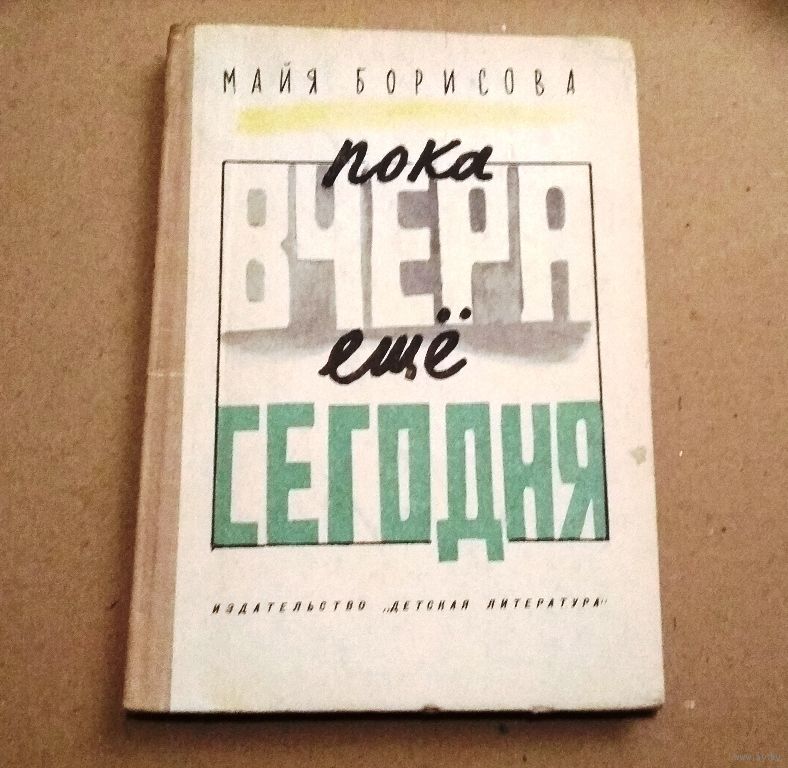 МАЙЯ БОРИСОВА
пока
ВЧЕРА
ещё
СЕГОДНЯ
ИЗДАТЕЛЬСТВО „ДЕТСКАЯ ЛИТЕРАТУРА"